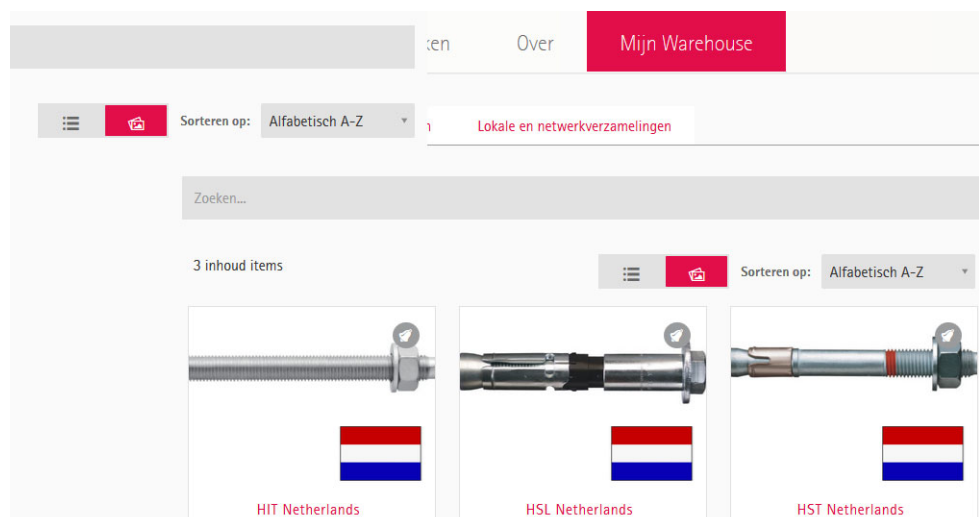 Over
Mijn Warehouse
Sorteren op:
Alfabetisch A-Z
Lokale en netwerkverzamelingen
Zoeken...
3 inhoud items
Sorteren op:
Alfabetisch A-Z
HIT Netherlands
HSL Netherlands
HST Netherlands